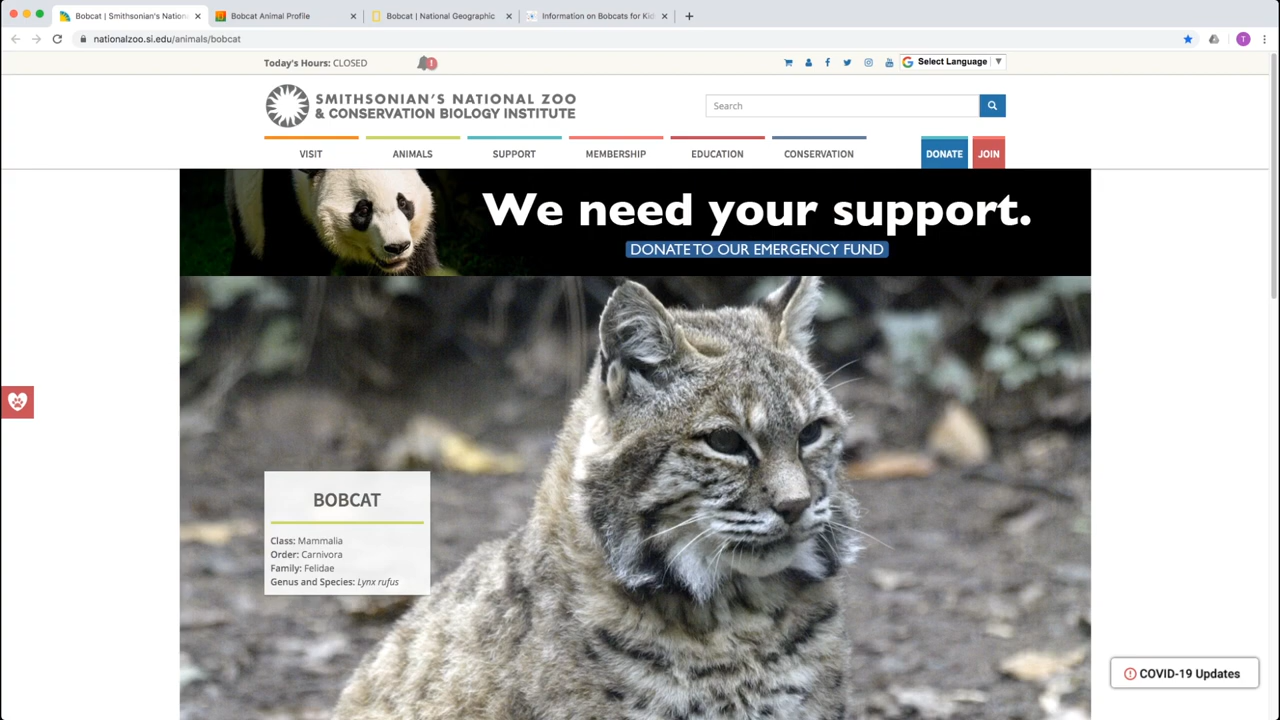 Bobcat | Smithsonian's Nationa
Bobcat Animal Profile
Bobcat | National Geographic
Information on Bobcats for Kid
nationalzoo.si.edu/animals/bobcat
T
Today's Hours: CLOSED
Select Language ▼
SMITHSONIAN'S NATIONAL ZOO
& CONSERVATION BIOLOGY INSTITUTE
Search
VISIT
ANIMALS
SUPPORT
MEMBERSHIP
EDUCATION
CONSERVATION
DONATE
JOIN
We need your support.
DONATE TO OUR EMERGENCY FUND
BOBCAT
Class: Mammalia
Order: Carnivora
Family: Felidae
Genus and Species: Lynx rufus
COVID-19 Updates